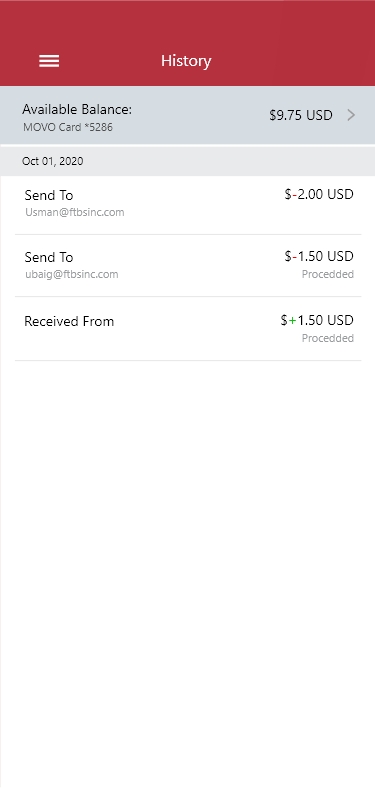 History
Available Balance:
$9.75 USD
MOVO Card *5286
Oct 01, 2020
Send To
$-2.00 USD
Usman@ftbsinc.com
Send To
$-1.50 USD
ubaig@ftbsinc.com
Procedded
Received From
$+1.50 USD
Procedded